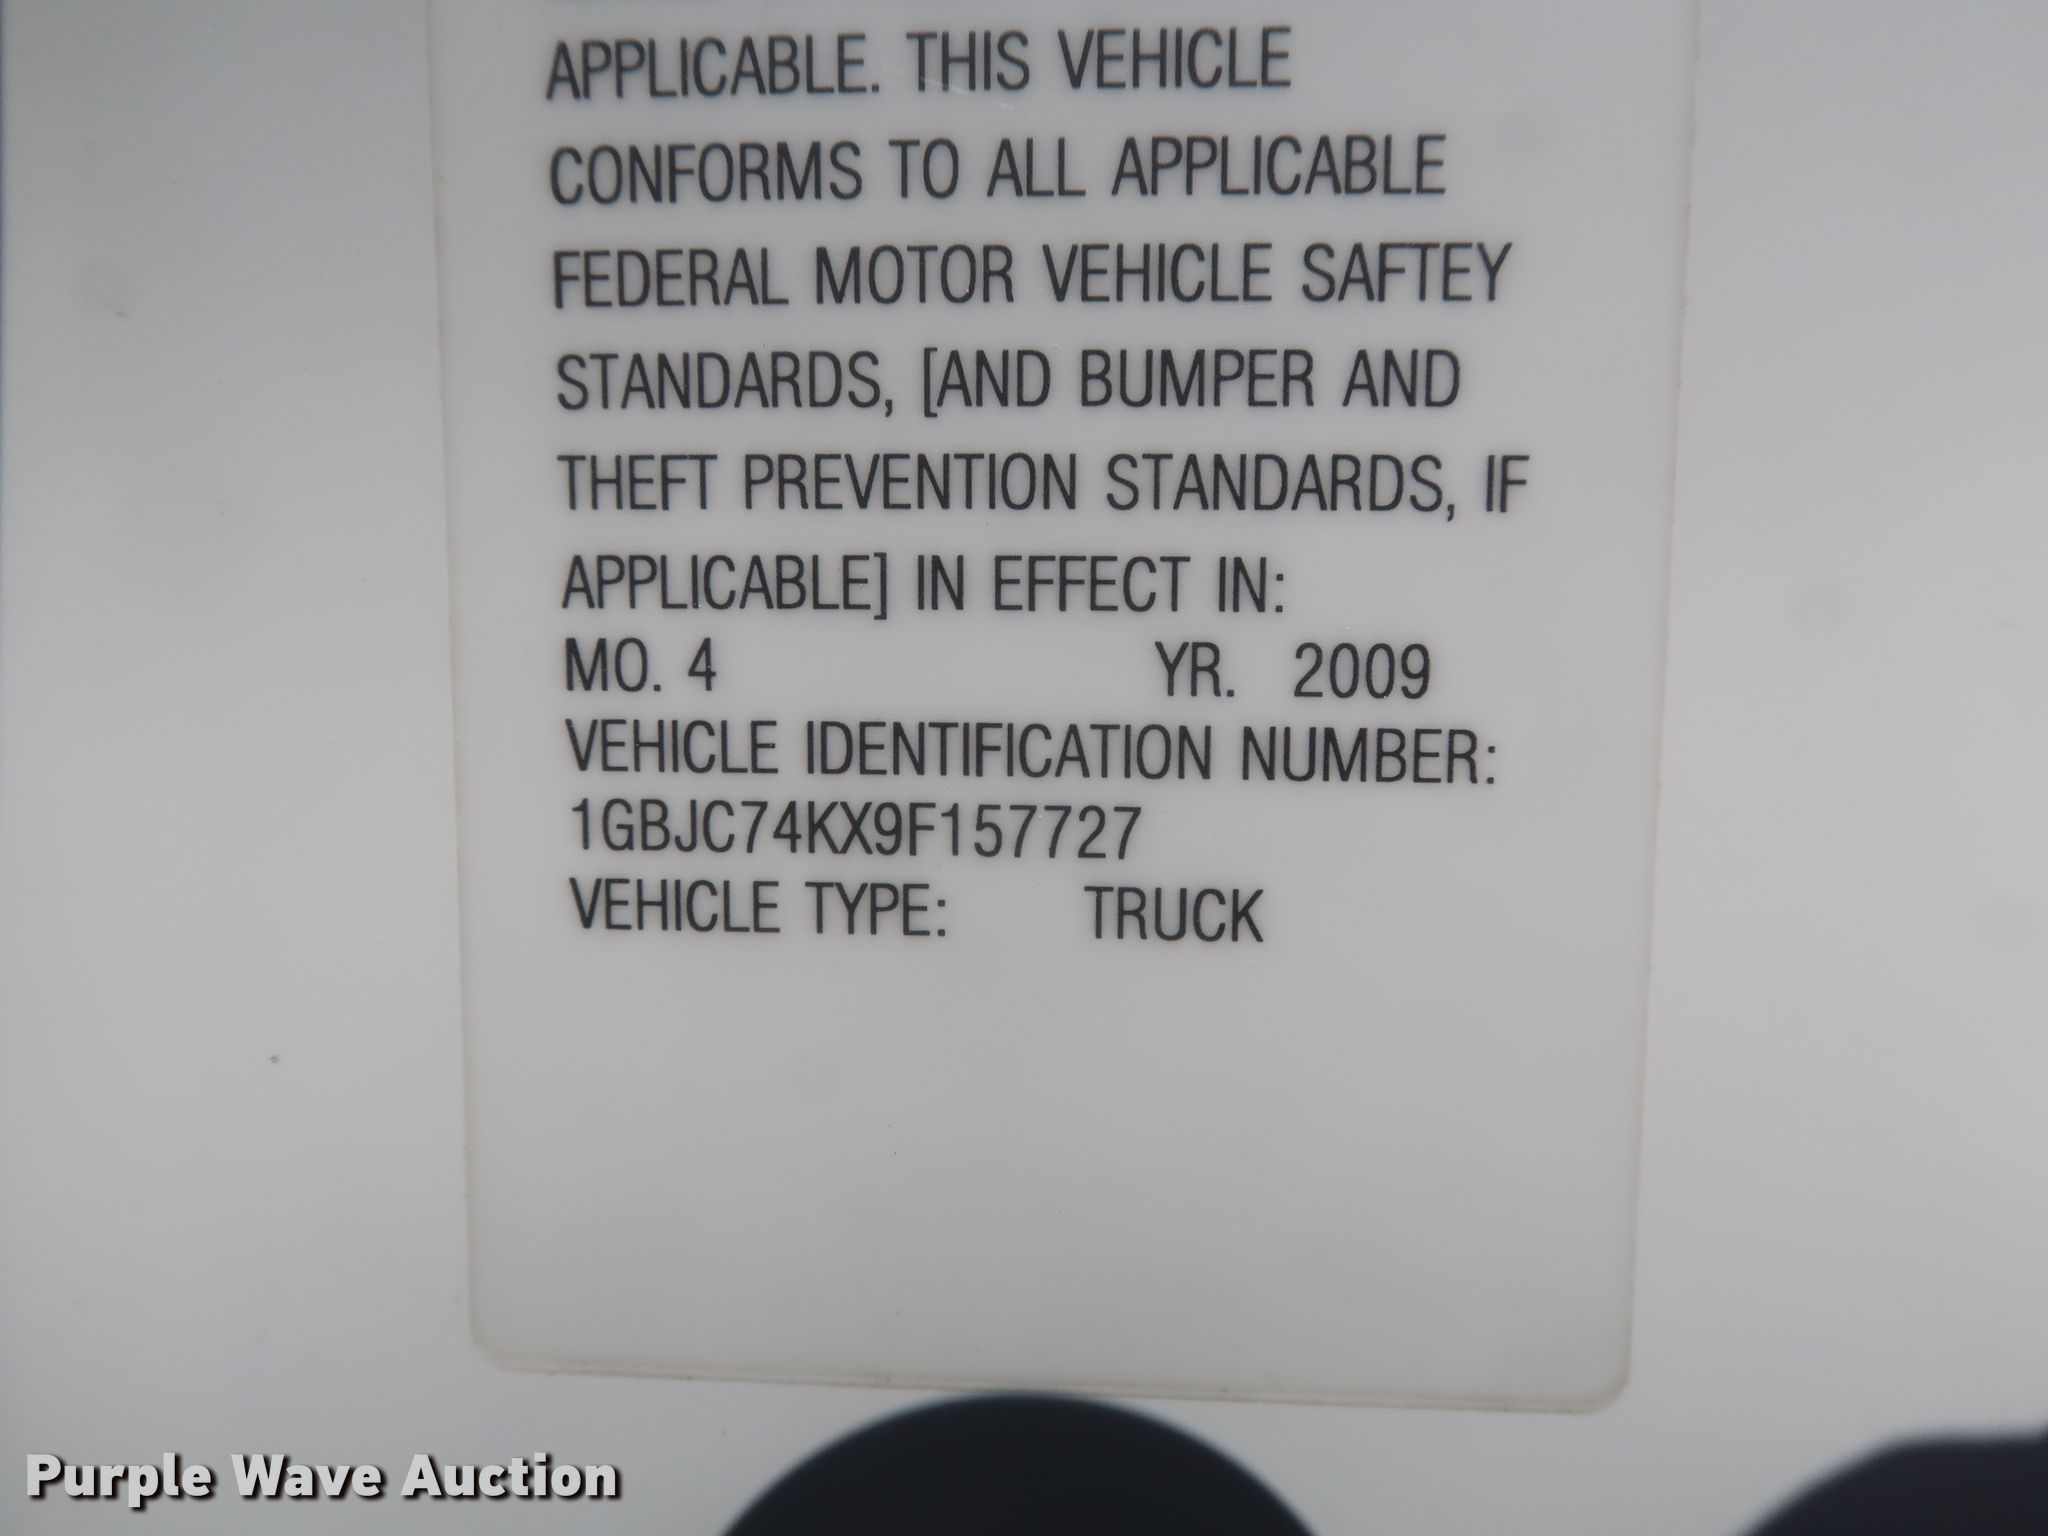 APPLICABLE. THIS VEHICLE
CONFORMS TO ALL APPLICABLE
FEDERAL MOTOR VEHICLE SAFTEY
STANDARDS, [AND BUMPER AND
THEFT PREVENTION STANDARDS, IF
APPLICABLE] IN EFFECT IN:
MO. 4 YR. 2009
VEHICLE IDENTIFICATION NUMBER:
1GBJC74KX9F157727
VEHICLE TYPE: TRUCK
Purple Wave Auction